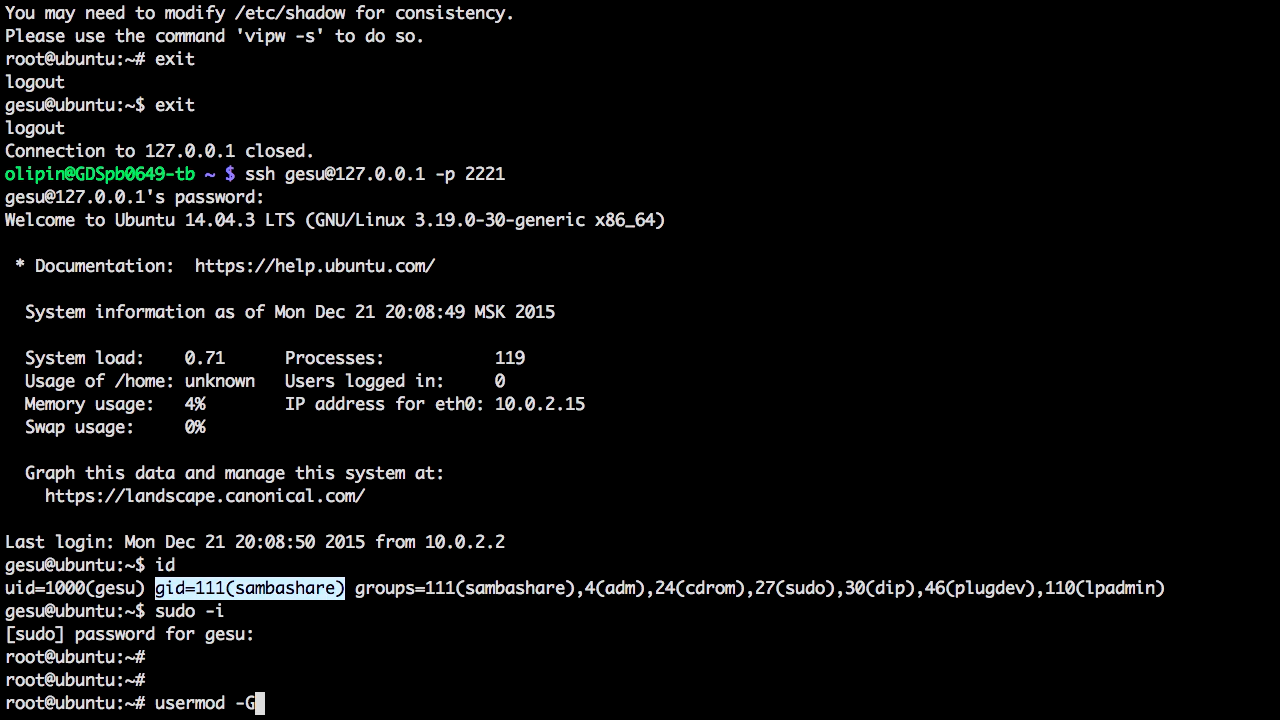 You may need to modify /etc/shadow for consistency.
Please use the command 'vipw -s' to do so.
root@ubuntu:~# exit
logout
gesu@ubuntu:~$ exit
logout
Connection to 127.0.0.1 closed.
olipin@GDSpb0649-tb ~ $ ssh gesu@127.0.0.1 -p 2221
gesu@127.0.0.1's password:
Welcome to Ubuntu 14.04.3 LTS (GNU/Linux 3.19.0-30-generic x86_64)
* Documentation:  https://help.ubuntu.com/
System information as of Mon Dec 21 20:08:49 MSK 2015
System load:    0.71      Processes:           119
Usage of /home: unknown   Users logged in:     0
Memory usage:   4%        IP address for eth0: 10.0.2.15
Swap usage:     0%
Graph this data and manage this system at:
https://landscape.canonical.com/
Last login: Mon Dec 21 20:08:50 2015 from 10.0.2.2
gesu@ubuntu:~$ id
uid=1000(gesu) gid=111(sambashare) groups=111(sambashare),4(adm),24(cdrom),27(sudo),30(dip),46(plugdev),110(lpadmin)
gesu@ubuntu:~$ sudo -i
[sudo] password for gesu:
root@ubuntu:~#
root@ubuntu:~#
root@ubuntu:~# usermod -G